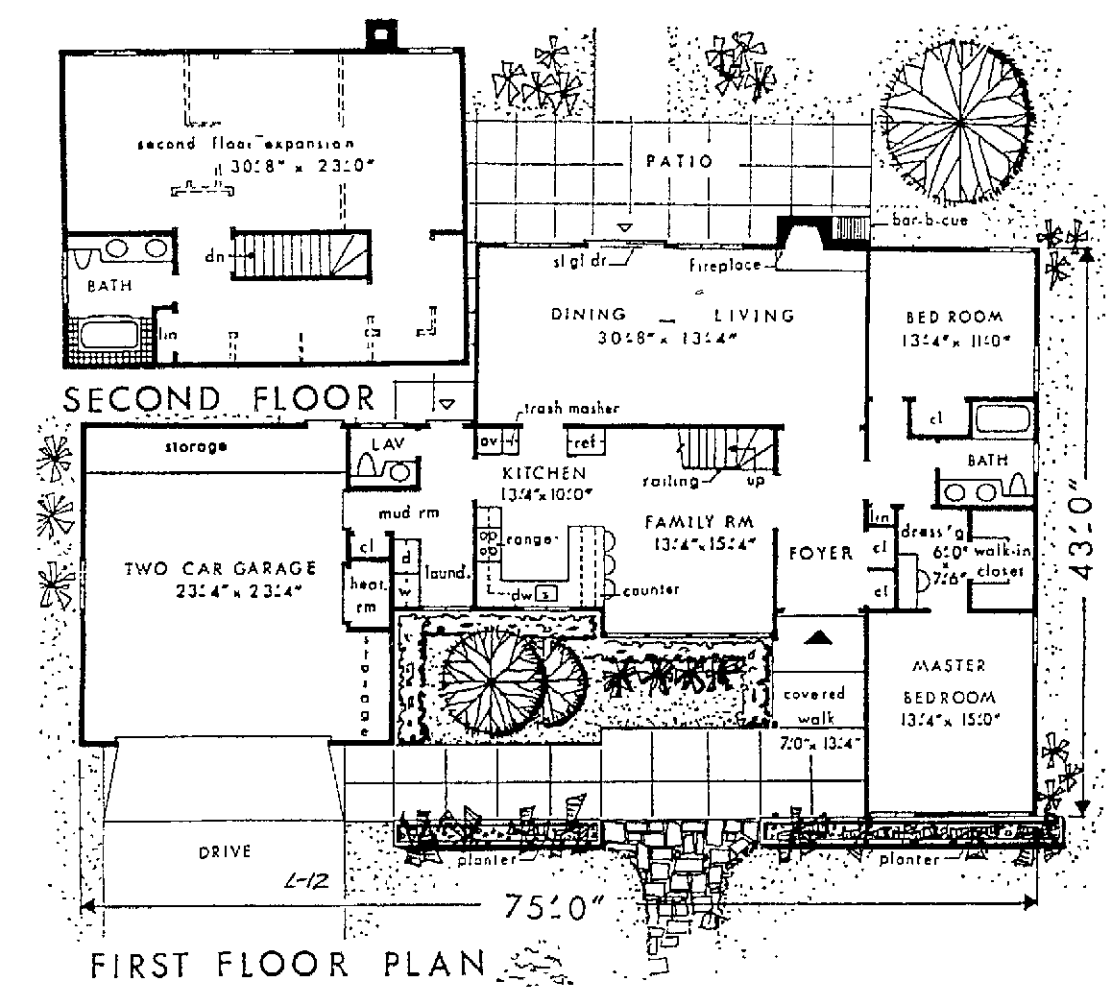 second floor expansion
30'-8" x 23'-0"
dn
BATH
lin
SECOND FLOOR
PATIO
bar-b-cue
sl gl dr
fireplace
DINING - LIVING
30'-8" x 13'-4"
BED ROOM
13'-4" x 11'-0"
cl
BATH
trash masher
ov
ref
storage
LAV
KITCHEN
13'-4" x 10'-0"
railing
up
mud rm
FAMILY RM
13'-4" x 15'-4"
FOYER
lin
cl
cl
dress'g
6'-0"
x
7'-6"
walk-in
closet
43'-0"
range
cl
d
w
laund.
heat.
rm
TWO CAR GARAGE
23'-4" x 23'-4"
dw
s
counter
storage
covered
walk
7'-0" x 13'-4"
MASTER
BEDROOM
13'-4" x 15'-0"
DRIVE
L-12
planter
planter
75'-0"
FIRST FLOOR PLAN